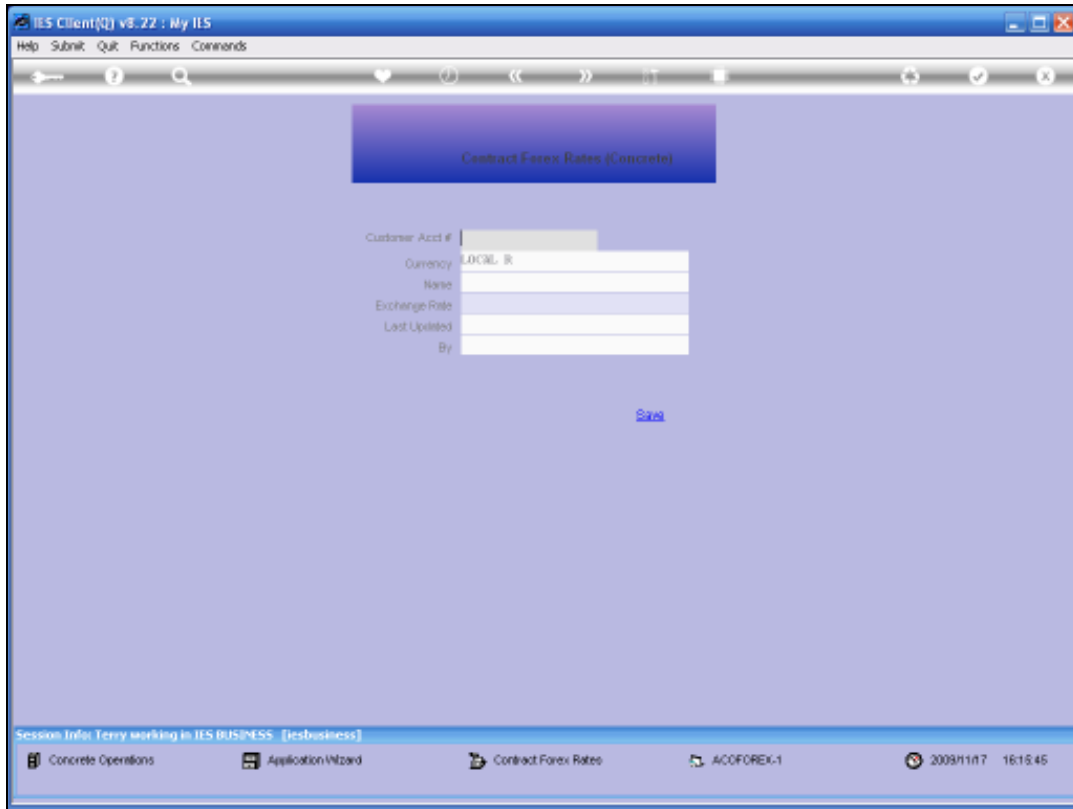 IES Client(Q) v8.22 : My IES
Help Submit Quit Functions Commands
Contract Forex Rates (Concrete)
Customer Acct #
Currency LOCAL R
Name
Exchange Rate
Last Updated
By
Save
Session Info: Terry working in IES BUSINESS [iesbusiness]
Concrete Operations Application Wizard Contract Forex Rates ACOFOREX-1 2009/11/17 16:15:45